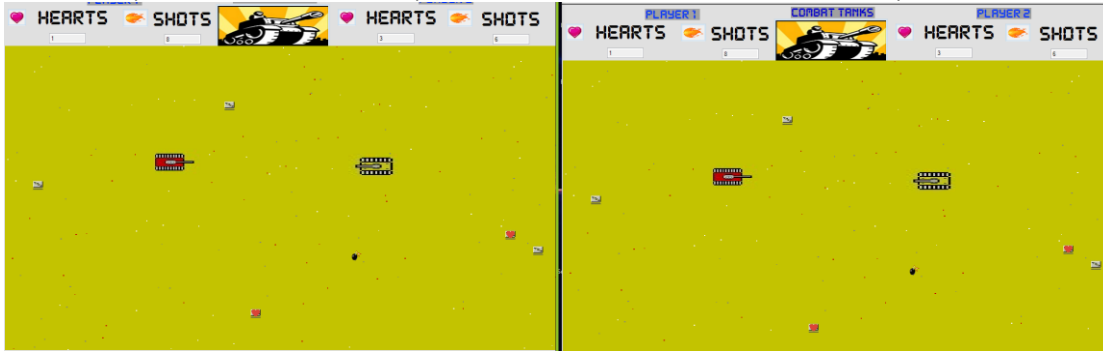 PLAYER 1 COMBAT TANKS PLAYER 2
HEARTS SHOTS HEARTS SHOTS HEARTS SHOTS HEARTS SHOTS
1 8 3 6 1 8 3 6